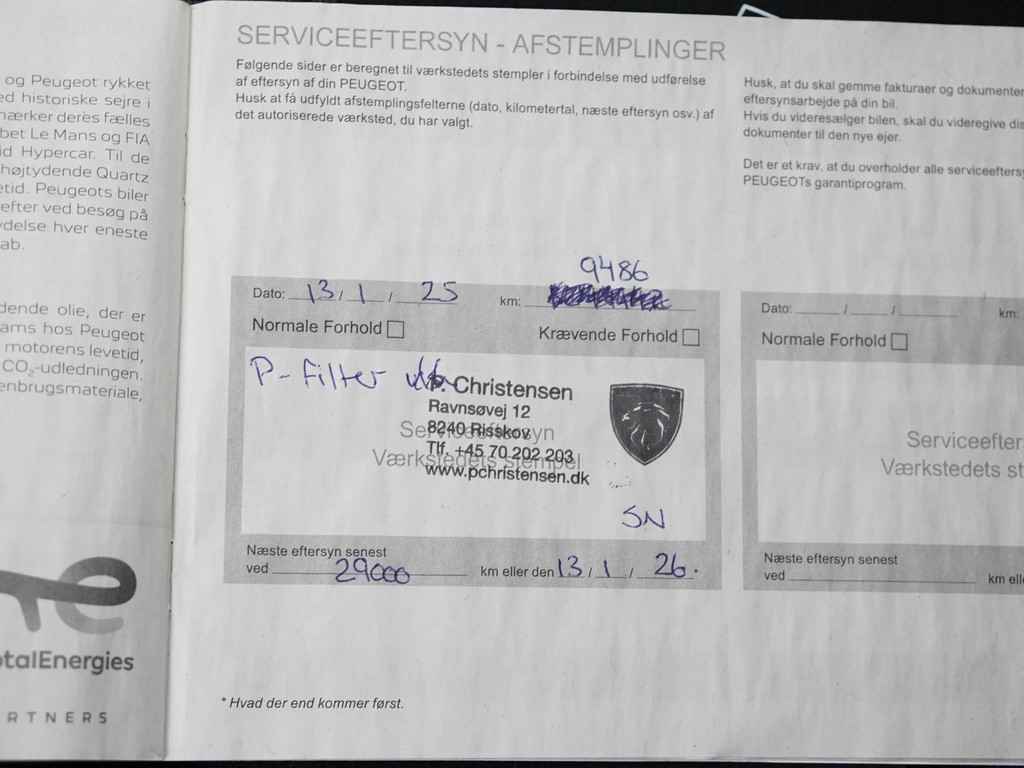 og Peugeot rykket
historiske sejre i
mærker deres fælles
bet Le Mans og FIA
id Hypercar. Til de
højtydende Quartz
etid. Peugeots biler
efter ved besøg på
ydelse hver eneste
ab.
dende olie, der er
ams hos Peugeot
motorens levetid,
CO₂-udledningen.
enbrugsmateriale,
talEnergies
ARTNERS
SERVICEEFTERSYN - AFSTEMPLINGER
Følgende sider er beregnet til værkstedets stempler i forbindelse med udførelse
af eftersyn af din PEUGEOT.
Husk at få udfyldt afstemplingsfelterne (dato, kilometertal, næste eftersyn osv.) af
det autoriserede værksted, du har valgt.
9486
Dato: 13 / 1 / 25 km:
Normale Forhold Krævende Forhold
P-Filter
P. Christensen
Ravnsøvej 12
8240 Risskov
Serviceeftersyn
Tlf. +45 70 202 203
Værkstedets stempel
www.pchristensen.dk
SN
Næste eftersyn senest
ved 29000 km eller den 13 / 1 / 26.
* Hvad der end kommer først.
Husk, at du skal gemme fakturaer og dokumenter
eftersynsarbejde på din bil.
Hvis du videresælger bilen, skal du videregive
dokumenter til den nye ejer.
Det er et krav, at du overholder alle serviceeftersy
PEUGEOTs garantiprogram.
Dato: / / km:
Normale Forhold
Serviceefter
Værkstedets st
Næste eftersyn senest
ved km elle